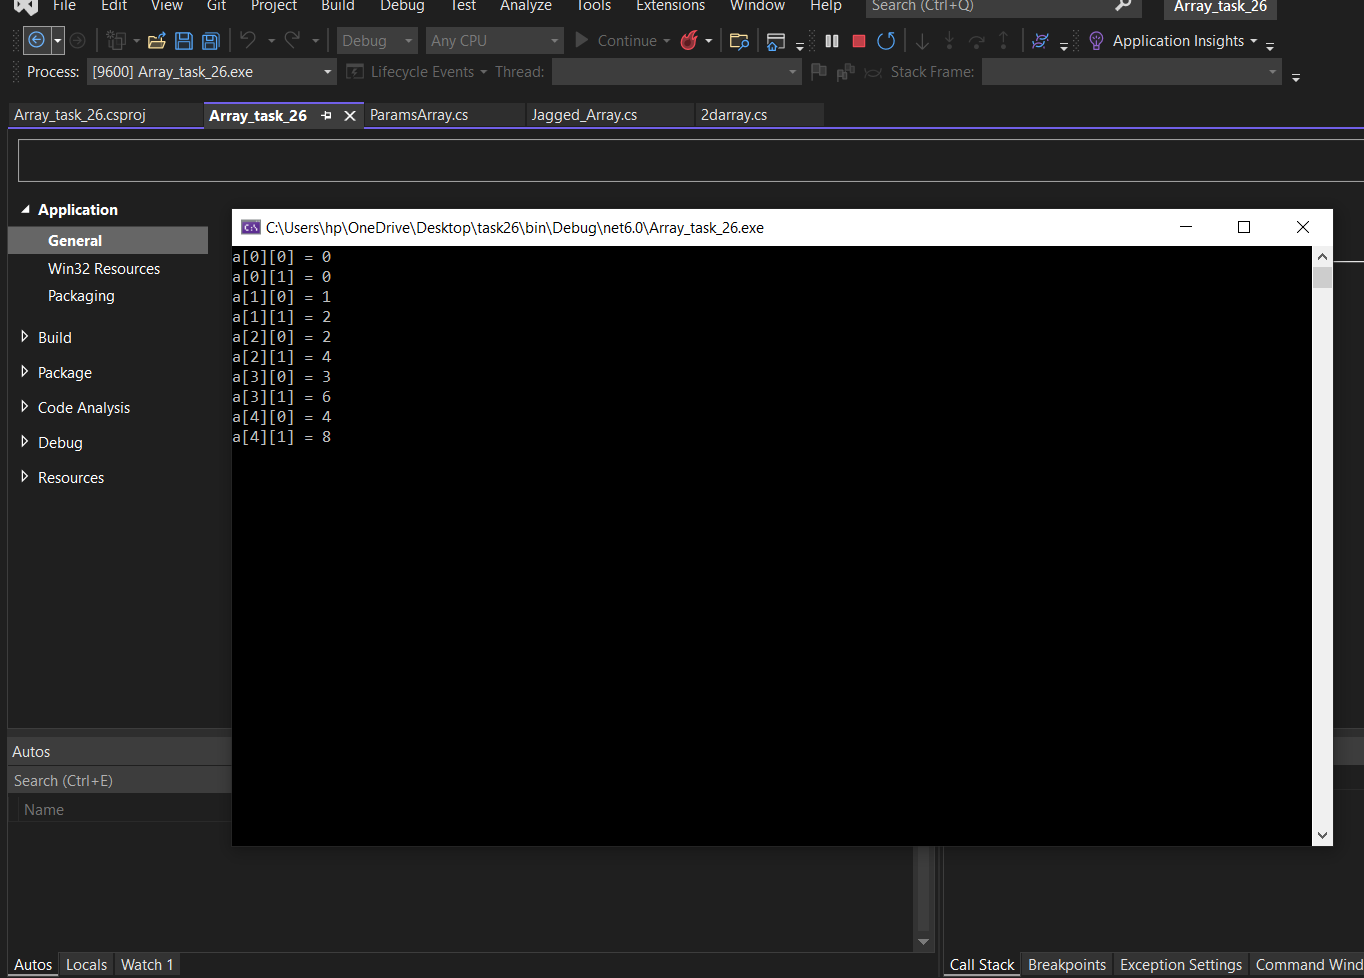 File Edit View Git Project Build Debug Test Analyze Tools Extensions Window Help Search (Ctrl+Q) Array_task_26
Debug Any CPU Continue Application Insights
Process: [9600] Array_task_26.exe Lifecycle Events Thread: Stack Frame:
Array_task_26.csproj Array_task_26 ParamsArray.cs Jagged_Array.cs 2darray.cs
Application
General
Win32 Resources
Packaging
Build
Package
Code Analysis
Debug
Resources
C:\Users\hp\OneDrive\Desktop\task26\bin\Debug\net6.0\Array_task_26.exe
a[0][0] = 0
a[0][1] = 0
a[1][0] = 1
a[1][1] = 2
a[2][0] = 2
a[2][1] = 4
a[3][0] = 3
a[3][1] = 6
a[4][0] = 4
a[4][1] = 8
Autos
Search (Ctrl+E)
Name
Autos Locals Watch 1
Call Stack Breakpoints Exception Settings Command Wind